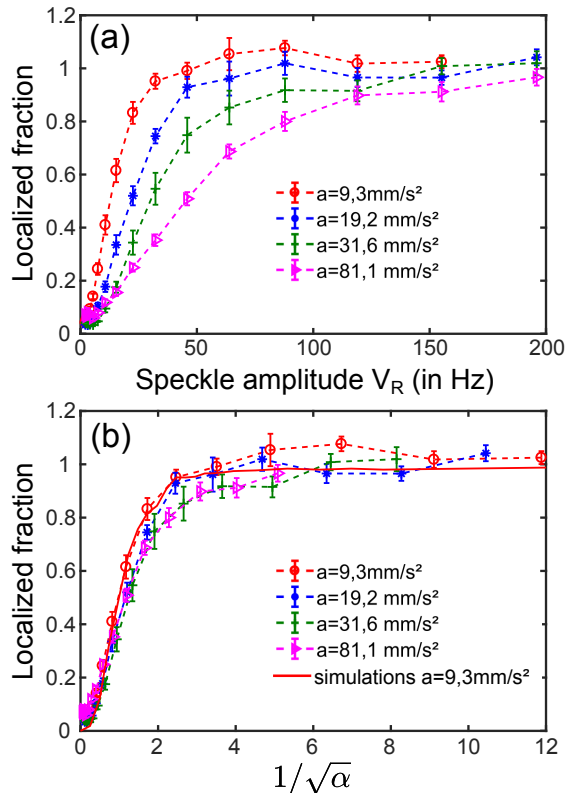 (a)
Localized fraction
1.2
1
0.8
0.6
0.4
0.2
0
a=9,3mm/s²
a=19,2 mm/s²
a=31,6 mm/s²
a=81,1 mm/s²
0 50 100 150 200
Speckle amplitude V_R (in Hz)
(b)
Localized fraction
1.2
1
0.8
0.6
0.4
0.2
0
a=9,3mm/s²
a=19,2 mm/s²
a=31,6 mm/s²
a=81,1 mm/s²
simulations a=9,3mm/s²
0 2 4 6 8 10 12
1/√α